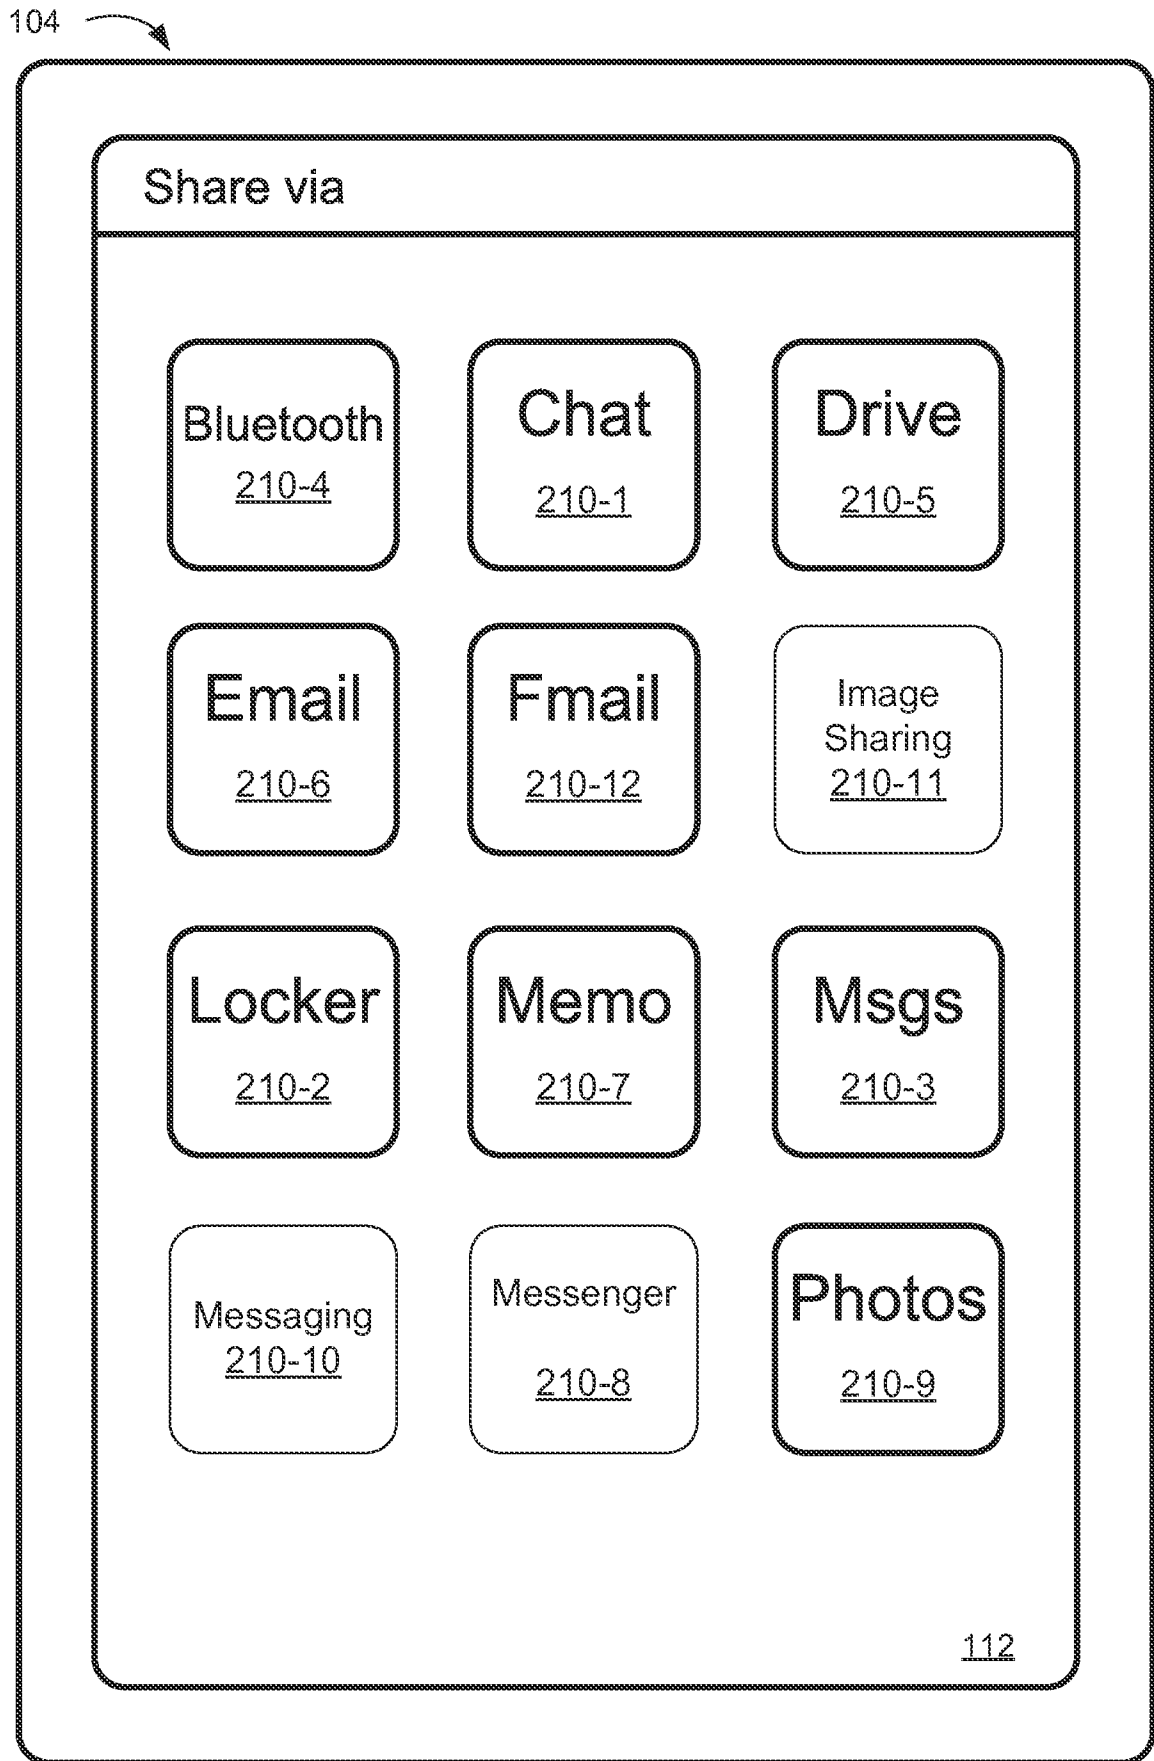 104
Share via
Bluetooth
210-4
Chat
210-1
Drive
210-5
Email
210-6
Fmail
210-12
Image
Sharing
210-11
Locker
210-2
Memo
210-7
Msgs
210-3
Messaging
210-10
Messenger
210-8
Photos
210-9
112